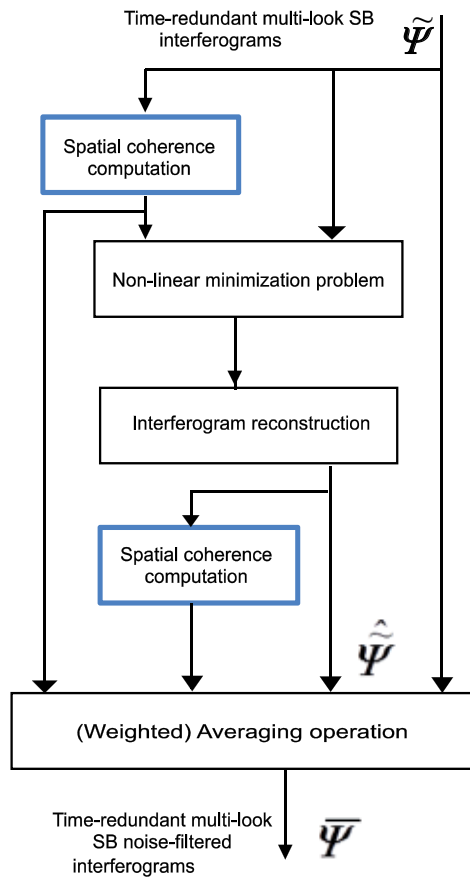 Time-redundant multi-look SB
interferograms
Ψ̃
Spatial coherence
computation
Non-linear minimization problem
Interferogram reconstruction
Spatial coherence
computation
Ψ̃̂
(Weighted) Averaging operation
Time-redundant multi-look
SB noise-filtered
interferograms
Ψ̅